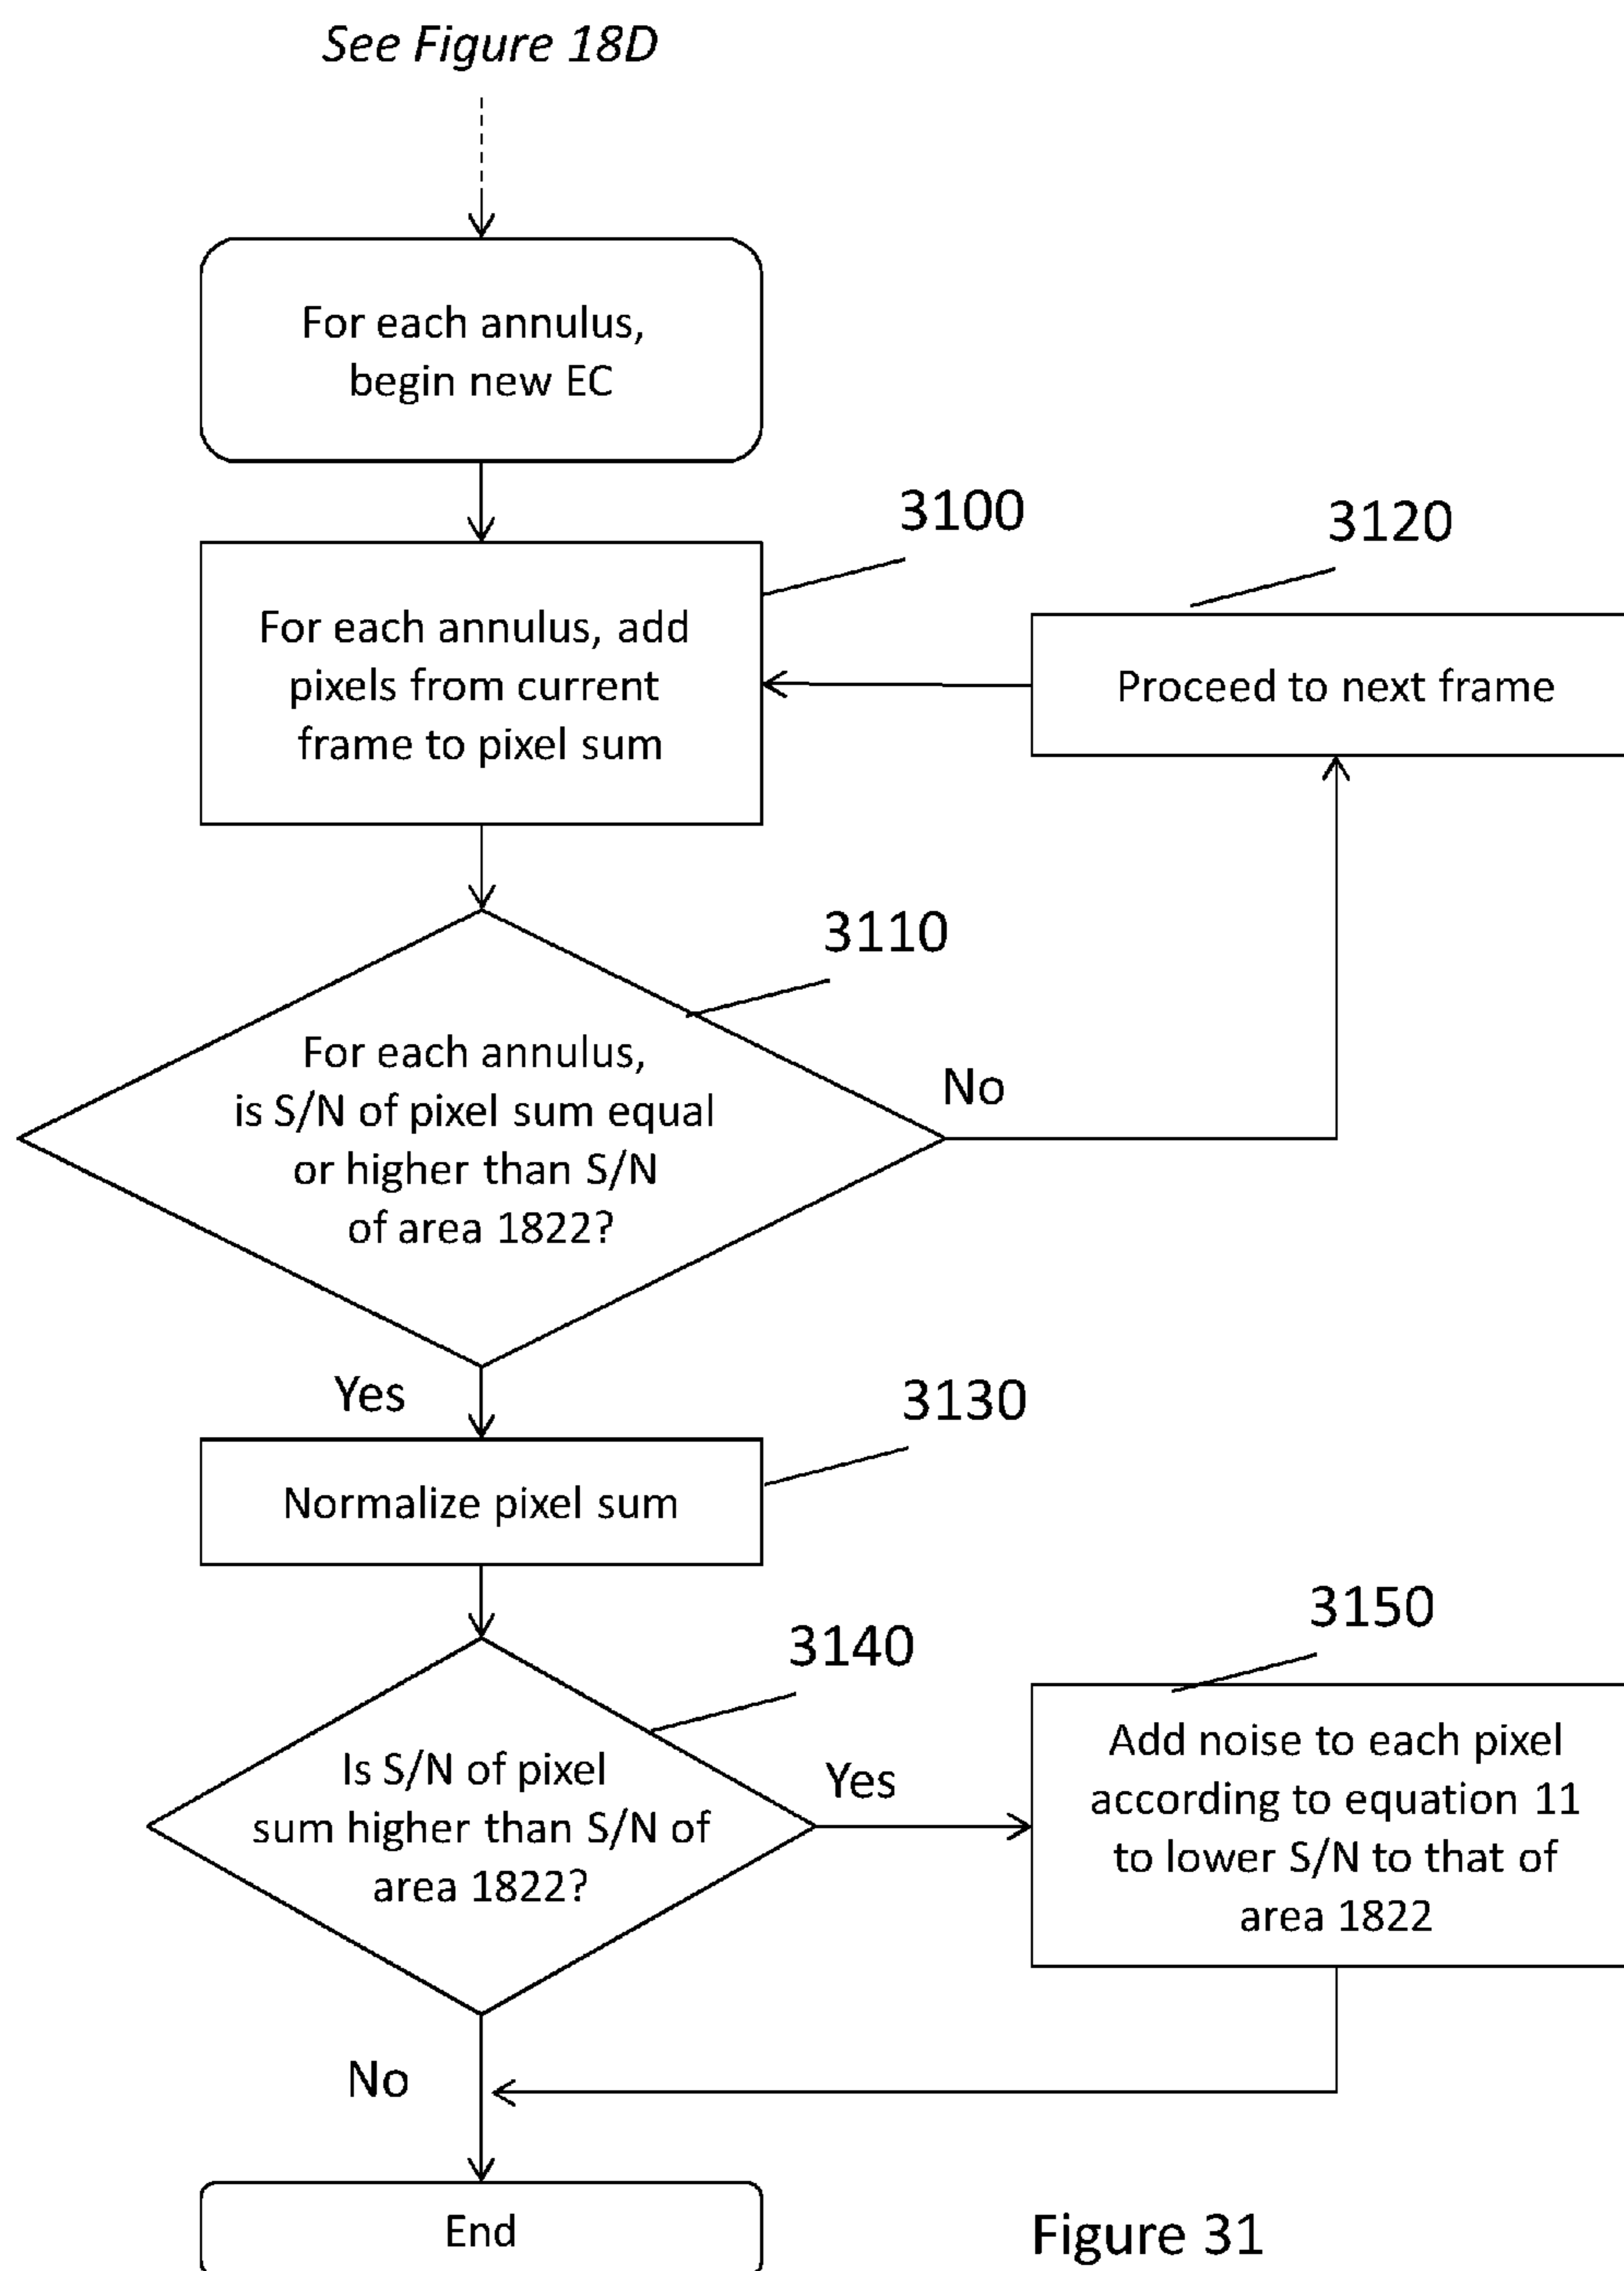 See Figure 18D
For each annulus,
begin new EC
3100
3120
For each annulus, add
pixels from current
frame to pixel sum
Proceed to next frame
3110
For each annulus,
is S/N of pixel sum equal
or higher than S/N
of area 1822?
No
Yes
3130
Normalize pixel sum
3140
3150
Is S/N of pixel
sum higher than S/N of
area 1822?
Yes
Add noise to each pixel
according to equation 11
to lower S/N to that of
area 1822
No
End
Figure 31